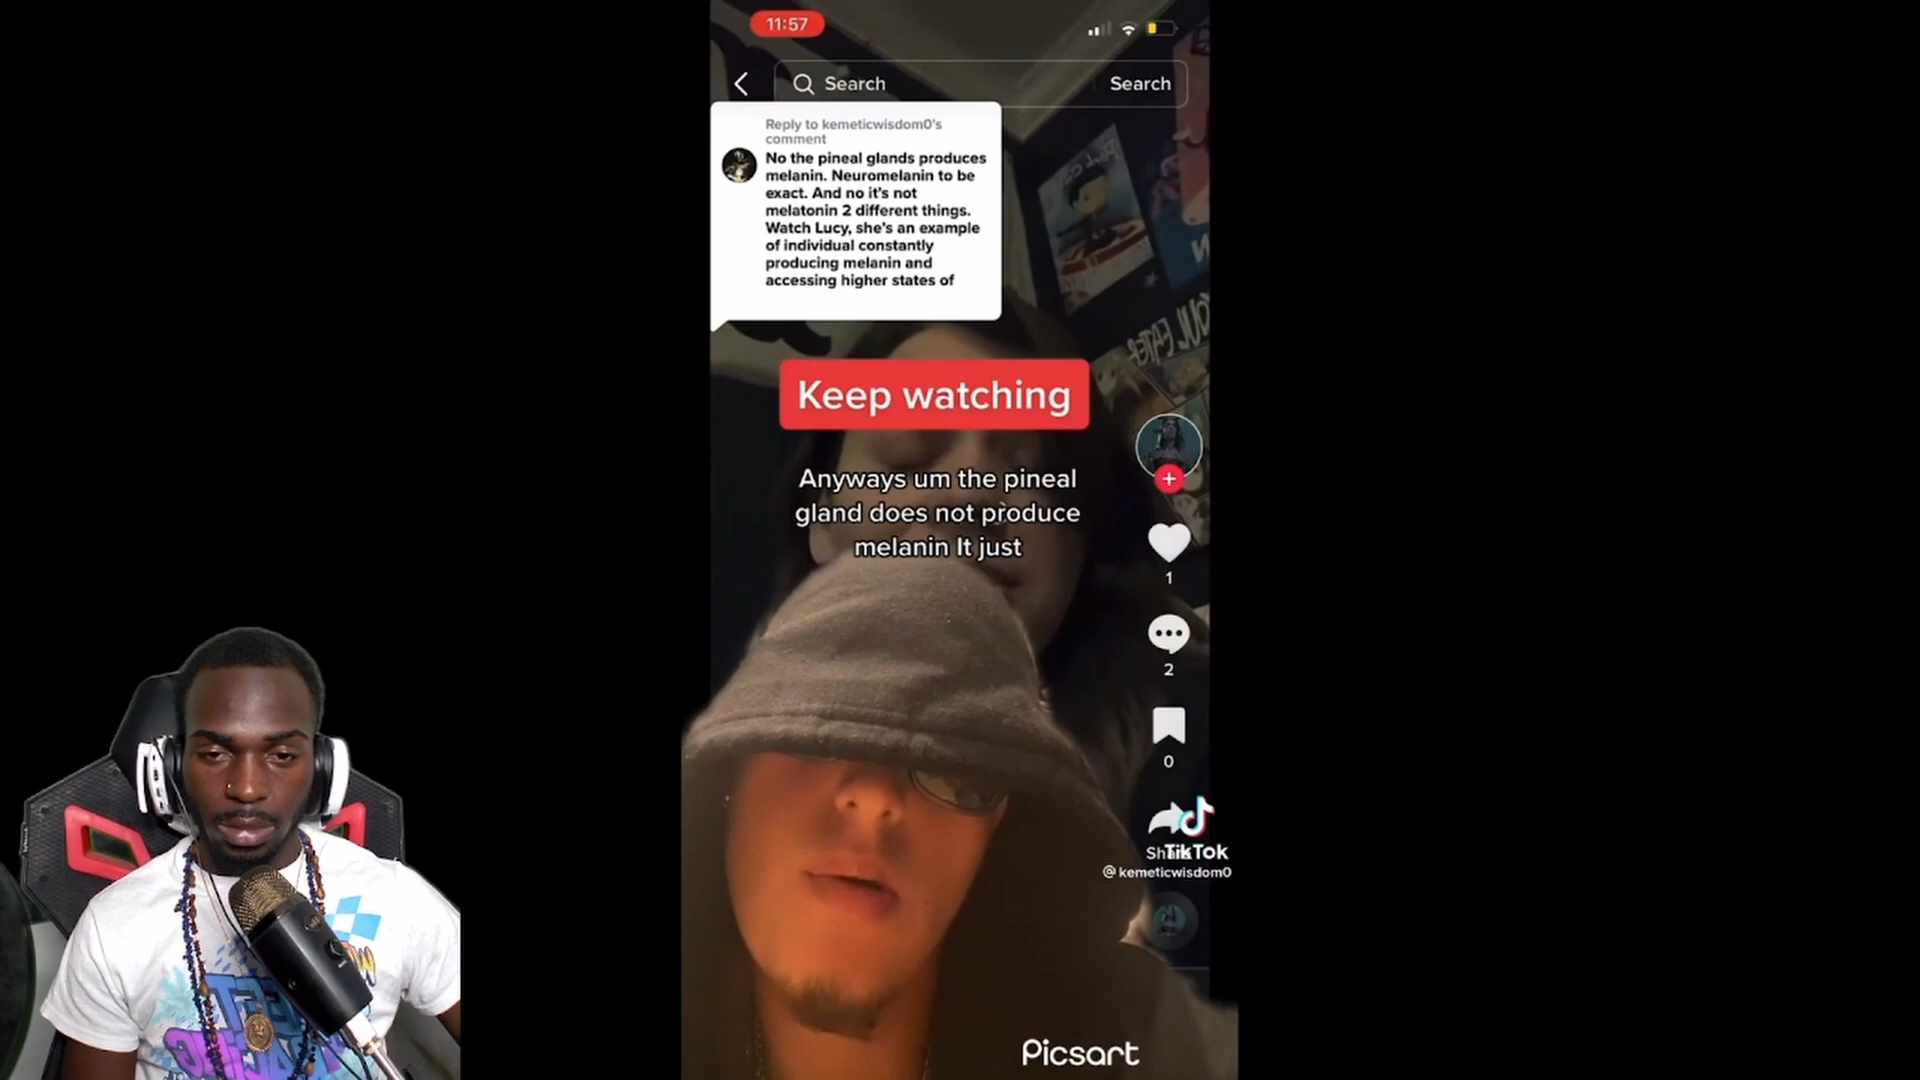 11:57
Search
Search
Reply to kemeticwisdom0's
comment
No the pineal glands produces
melanin. Neuromelanin to be
exact. And no it's not
melatonin 2 different things.
Watch Lucy, she's an example
of individual constantly
producing melanin and
accessing higher states of
Keep watching
Anyways um the pineal
gland does not produce
melanin It just
SOUL EATER
1
2
0
TikTok
@kemeticwisdom0
Picsart